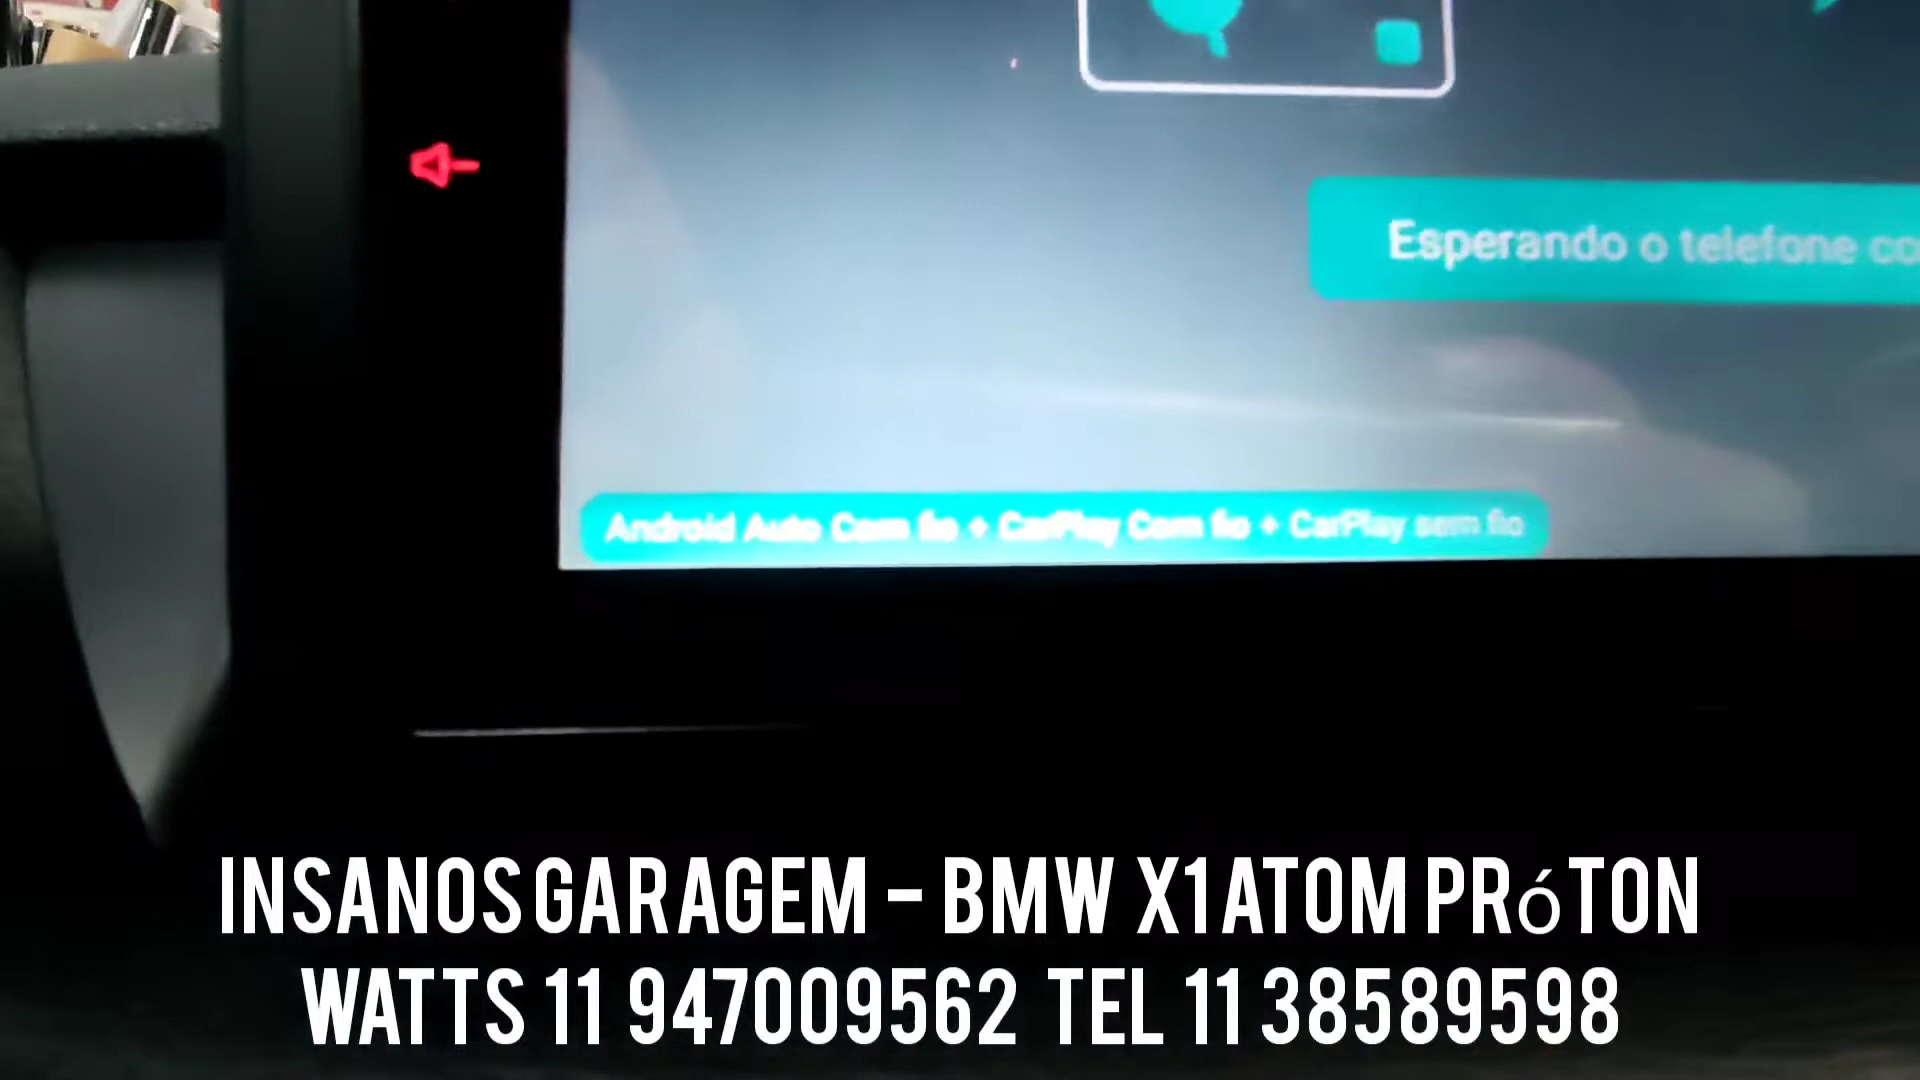 Esperando o telefone co
Android Auto Com fio + CarPlay Com fio + CarPlay sem fio
INSANOS GARAGEM - BMW X1 ATOM PRóTON
WATTS 11 947009562 TEL 11 38589598